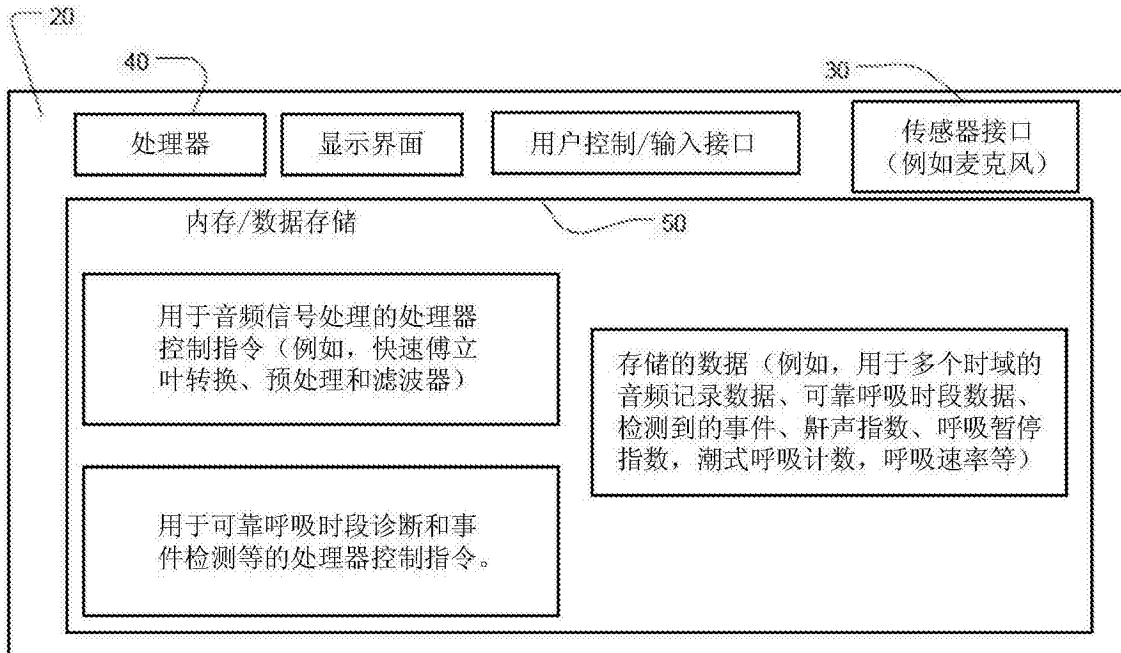 20
40
30
处理器
显示界面
用户控制/输入接口
传感器接口
（例如麦克风）
内存/数据存储
50
用于音频信号处理的处理器
控制指令（例如，快速傅立
叶转换、预处理和滤波器）
存储的数据（例如，用于多个时域的
音频记录数据、可靠呼吸时段数据、
检测到的事件、鼾声指数、呼吸暂停
指数，潮式呼吸计数，呼吸速率等）
用于可靠呼吸时段诊断和事
件检测等的处理器控制指令。